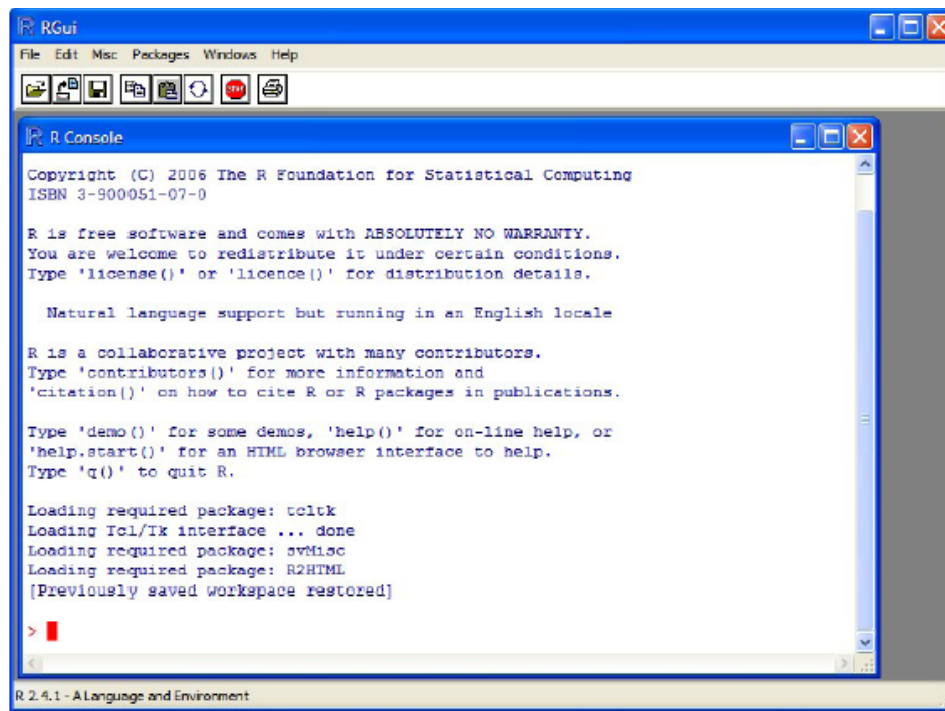 RGui
File Edit Misc Packages Windows Help
STOP
R Console
Copyright (C) 2006 The R Foundation for Statistical Computing
ISBN 3-900051-07-0
R is free software and comes with ABSOLUTELY NO WARRANTY.
You are welcome to redistribute it under certain conditions.
Type 'license()' or 'licence()' for distribution details.
Natural language support but running in an English locale
R is a collaborative project with many contributors.
Type 'contributors()' for more information and
'citation()' on how to cite R or R packages in publications.
Type 'demo()' for some demos, 'help()' for on-line help, or
'help.start()' for an HTML browser interface to help.
Type 'q()' to quit R.
Loading required package: tcltk
Loading Tcl/Tk interface ... done
Loading required package: svMisc
Loading required package: R2HTML
[Previously saved workspace restored]
>
R 2.4.1 - A Language and Environment